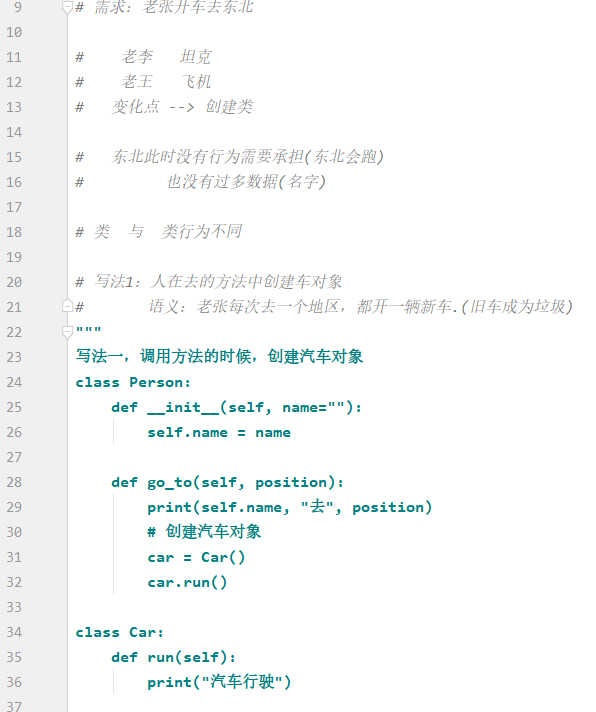 9 # 需求：老张开车去东北
10
11 #    老李   坦克
12 #    老王   飞机
13 #   变化点 --> 创建类
14
15 #   东北此时没有行为需要承担(东北会跑)
16 #         也没有过多数据(名字)
17
18 # 类  与  类行为不同
19
20 # 写法1：人在去的方法中创建车对象
21 #       语义：老张每次去一个地区，都开一辆新车.(旧车成为垃圾)
22 """
23 写法一，调用方法的时候，创建汽车对象
24 class Person:
25     def __init__(self, name=""):
26         self.name = name
27
28     def go_to(self, position):
29         print(self.name, "去", position)
30         # 创建汽车对象
31         car = Car()
32         car.run()
33
34 class Car:
35     def run(self):
36         print("汽车行驶")
37